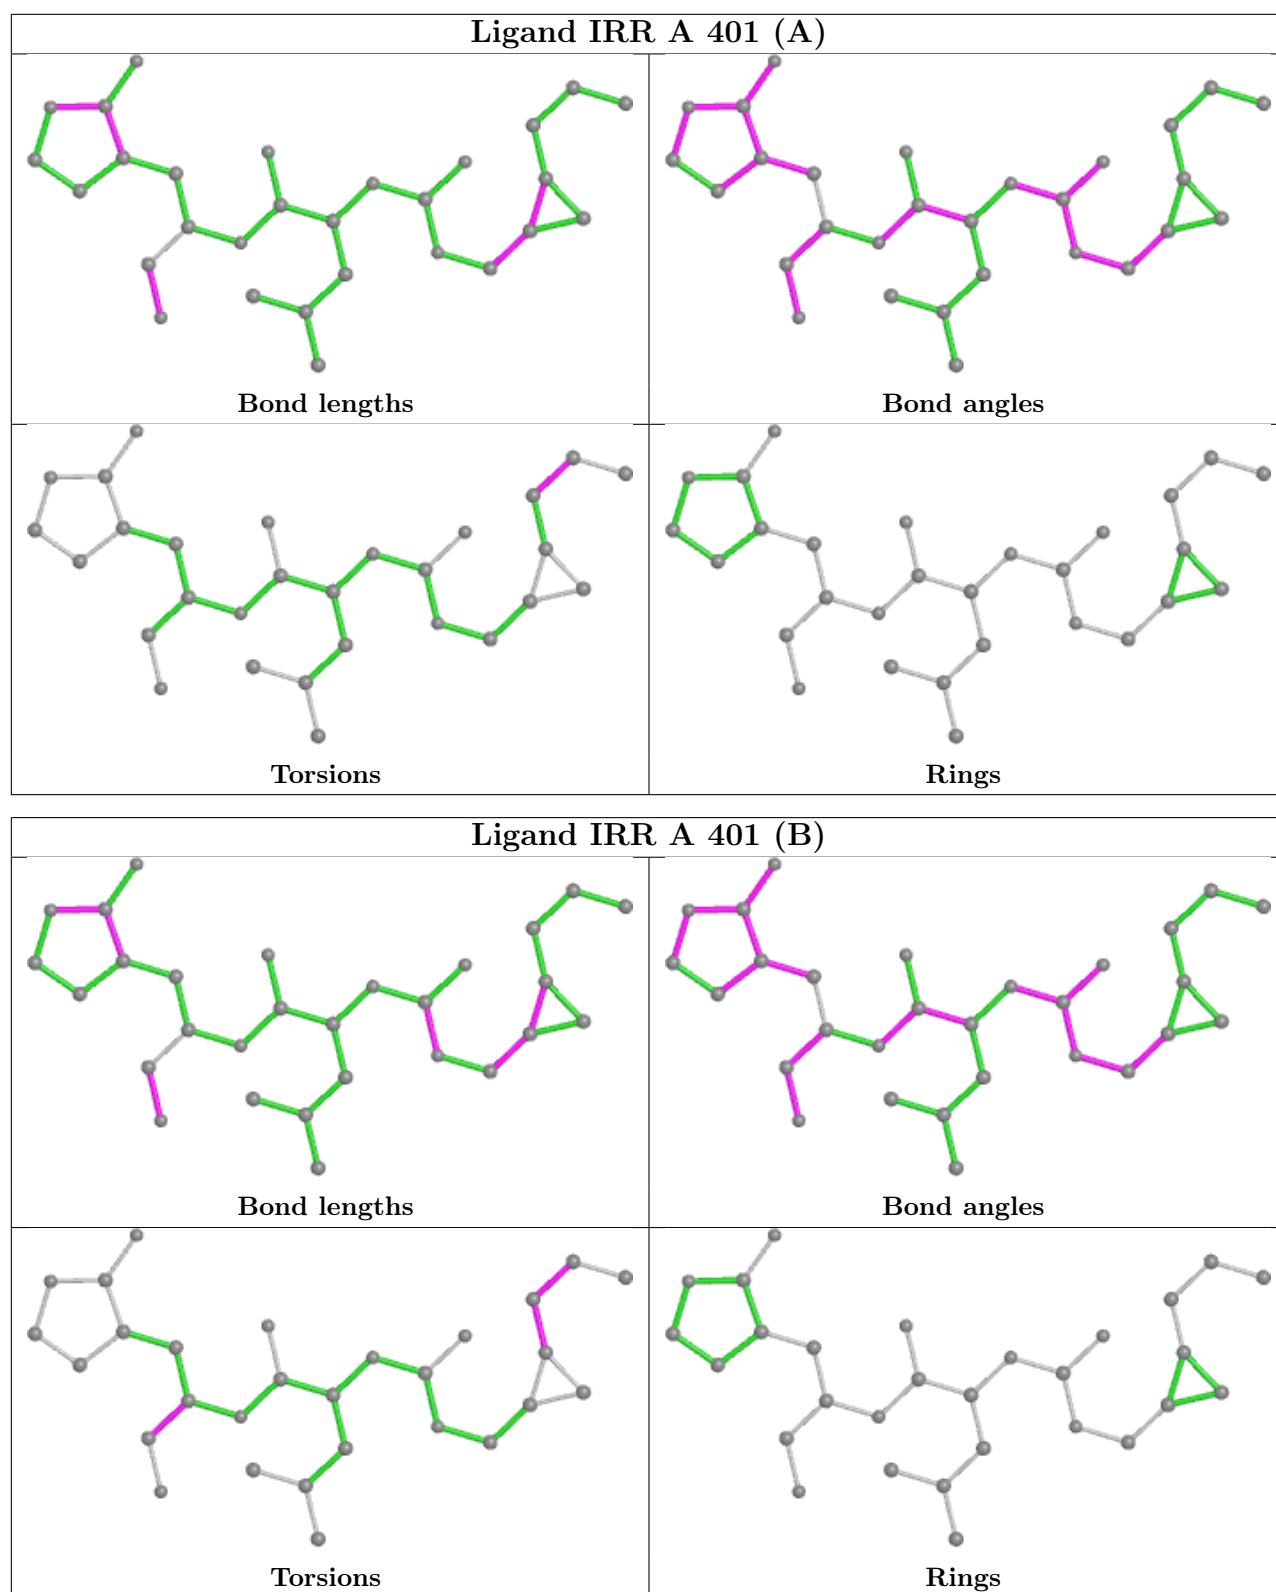 Ligand IRR A 401 (A)
Bond lengths
Bond angles
Torsions
Rings
Ligand IRR A 401 (B)
Bond lengths
Bond angles
Torsions
Rings